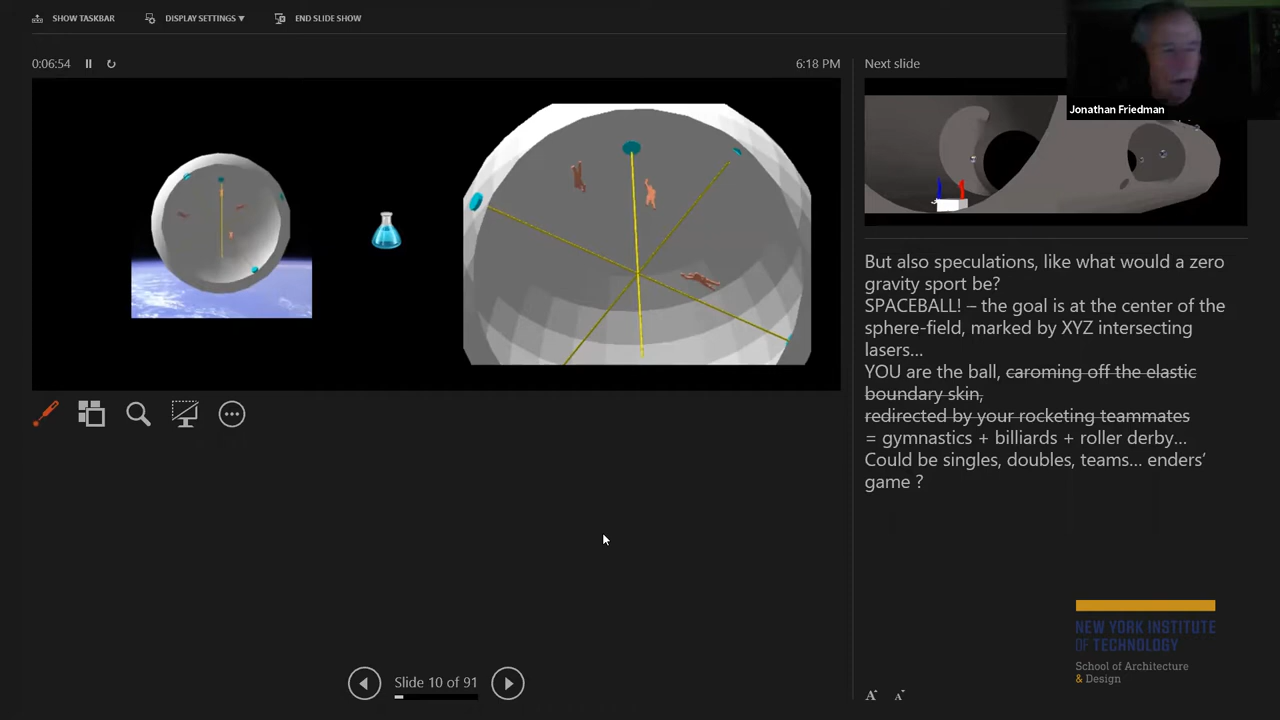 SHOW TASKBAR
DISPLAY SETTINGS ▼
END SLIDE SHOW
0:06:54
6:18 PM
Next slide
Jonathan Friedman
But also speculations, like what would a zero
gravity sport be?
SPACEBALL! – the goal is at the center of the
sphere-field, marked by XYZ intersecting
lasers…
YOU are the ball, caroming off the elastic
boundary skin,
redirected by your rocketing teammates
= gymnastics + billiards + roller derby…
Could be singles, doubles, teams… enders’
game ?
NEW YORK INSTITUTE
OF TECHNOLOGY
School of Architecture
& Design
Slide 10 of 91
A A